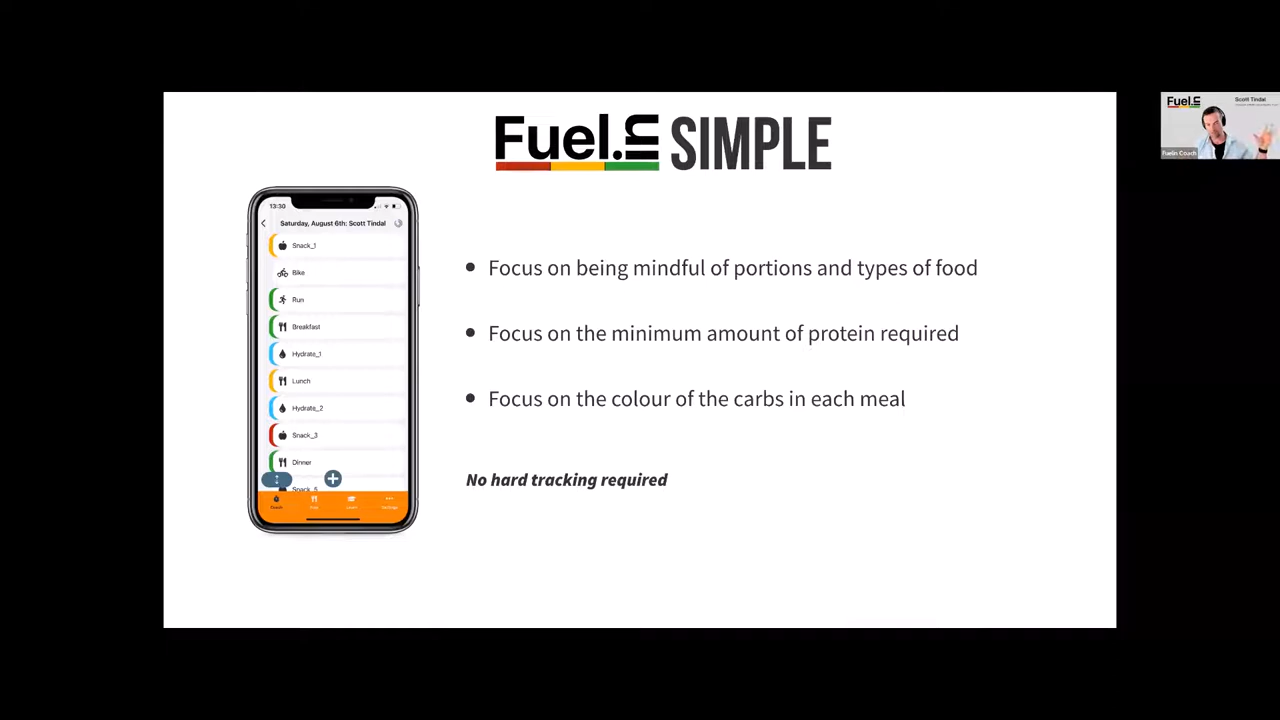 Fuel.in SIMPLE
Fuel.in
Scott Tindal
Fuelin Coach
13:30
Saturday, August 6th: Scott Tindal
Snack_1
Bike
Run
Breakfast
Hydrate_1
Lunch
Hydrate_2
Snack_3
Dinner
Snack_5
Focus on being mindful of portions and types of food
Focus on the minimum amount of protein required
Focus on the colour of the carbs in each meal
No hard tracking required